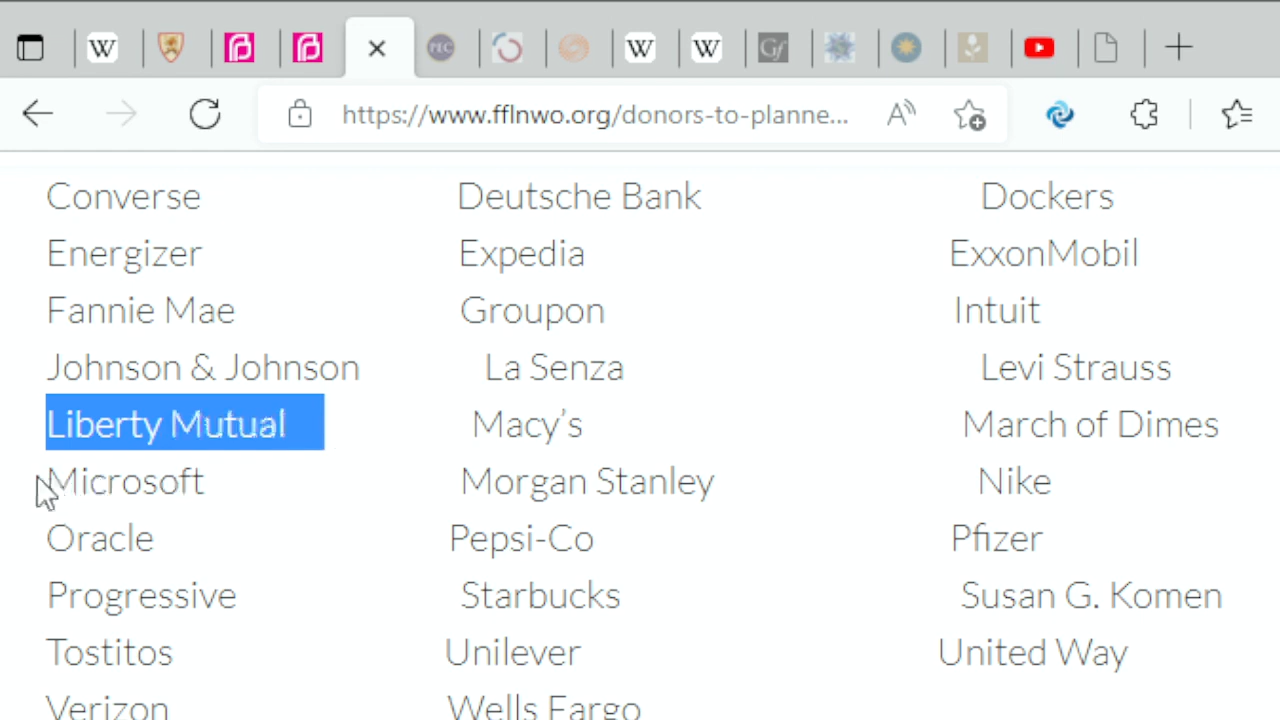 W W W Gf
https://www.fflnwo.org/donors-to-planne... A
Converse Deutsche Bank Dockers
Energizer Expedia ExxonMobil
Fannie Mae Groupon Intuit
Johnson & Johnson La Senza Levi Strauss
Liberty Mutual Macy's March of Dimes
Microsoft Morgan Stanley Nike
Oracle Pepsi-Co Pfizer
Progressive Starbucks Susan G. Komen
Tostitos Unilever United Way
Verizon Wells Fargo